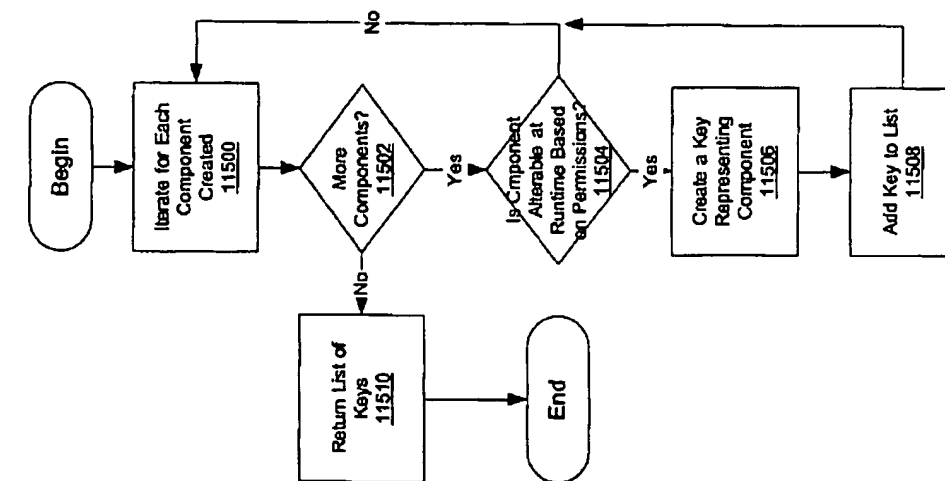 Begin
Iterate for Each
Component
Created
11500
More
Components?
11502
No
Yes
Is Cmponent
Alterable at
Runtime Based
on Permissions?
11504
No
Yes
Create a Key
Representing
Component
11506
Add Key to List
11508
Return List of
Keys
11510
End